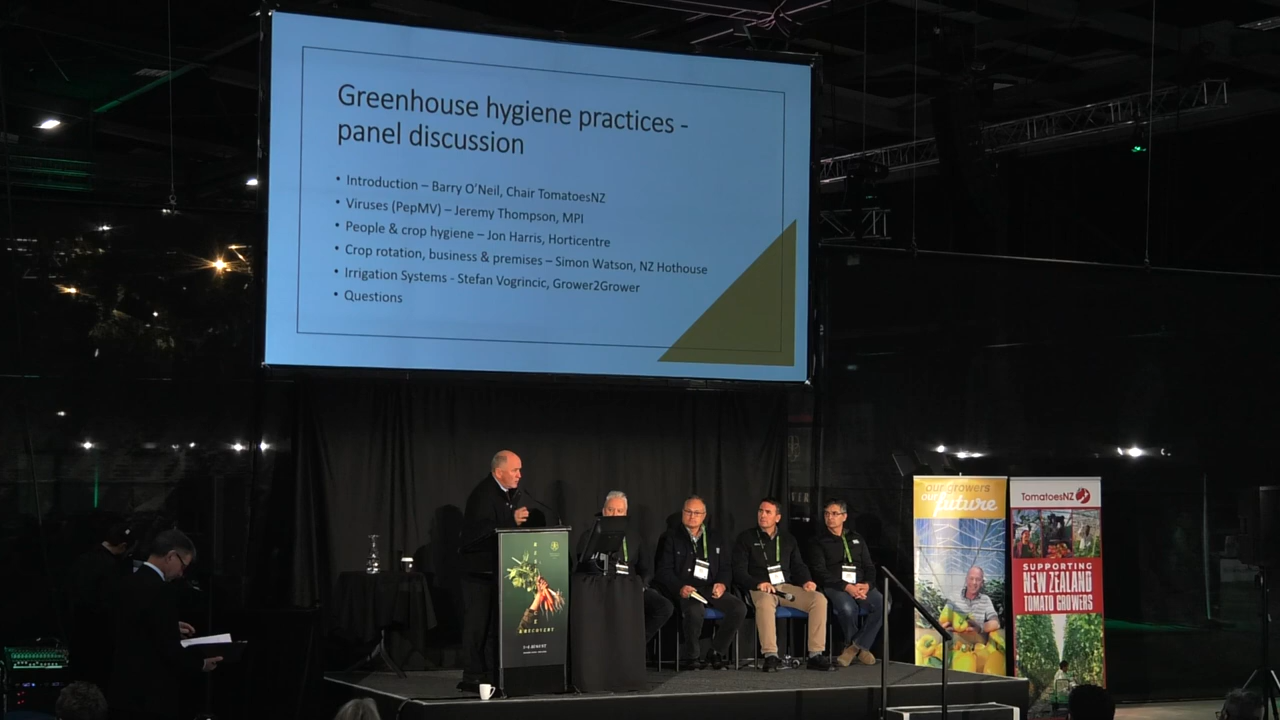 Greenhouse hygiene practices -
panel discussion
• Introduction – Barry O'Neil, Chair TomatoesNZ
• Viruses (PepMV) – Jeremy Thompson, MPI
• People & crop hygiene – Jon Harris, Horticentre
• Crop rotation, business & premises – Simon Watson, NZ Hothouse
• Irrigation Systems - Stefan Vogrincic, Grower2Grower
• Questions
our growers
our future
TomatoesNZ
SUPPORTING
NEW ZEALAND
TOMATO GROWERS